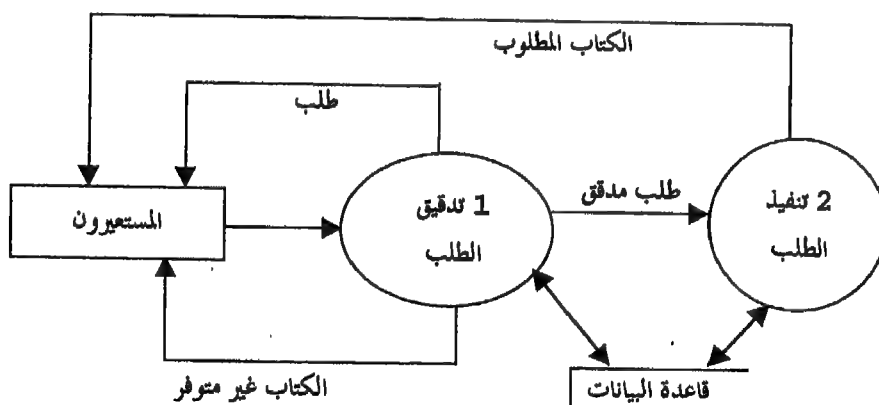 الكتاب المطلوب
طلب
المستعيرون
1 تدقيق
الطلب
طلب مدقق
2 تنفيذ
الطلب
الكتاب غير متوفر
قاعدة البيانات